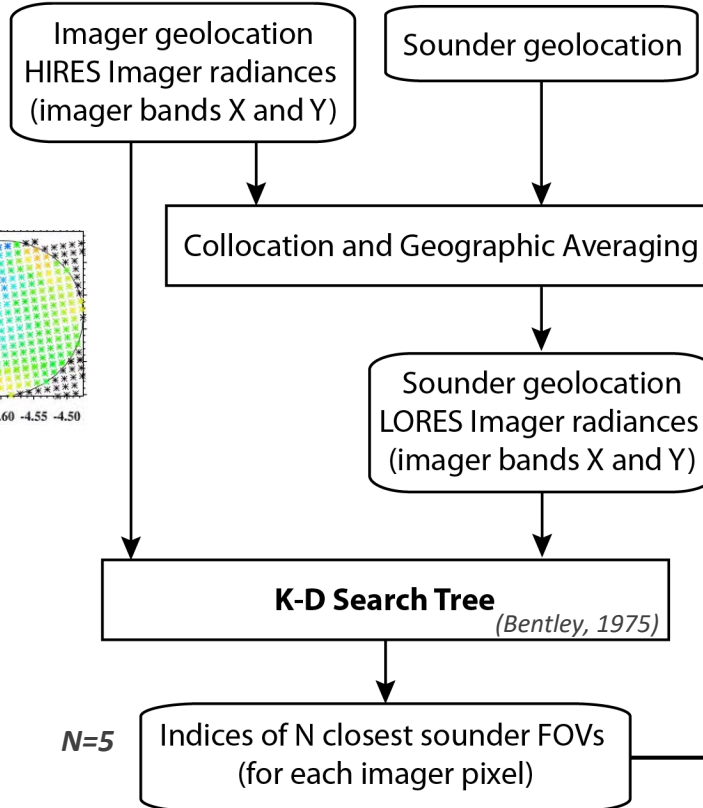 Imager geolocation
HIRES Imager radiances
(imager bands X and Y)
Sounder geolocation
Collocation and Geographic Averaging
.60 -4.55 -4.50
Sounder geolocation
LORES Imager radiances
(imager bands X and Y)
K-D Search Tree
(Bentley, 1975)
N=5
Indices of N closest sounder FOVs
(for each imager pixel)